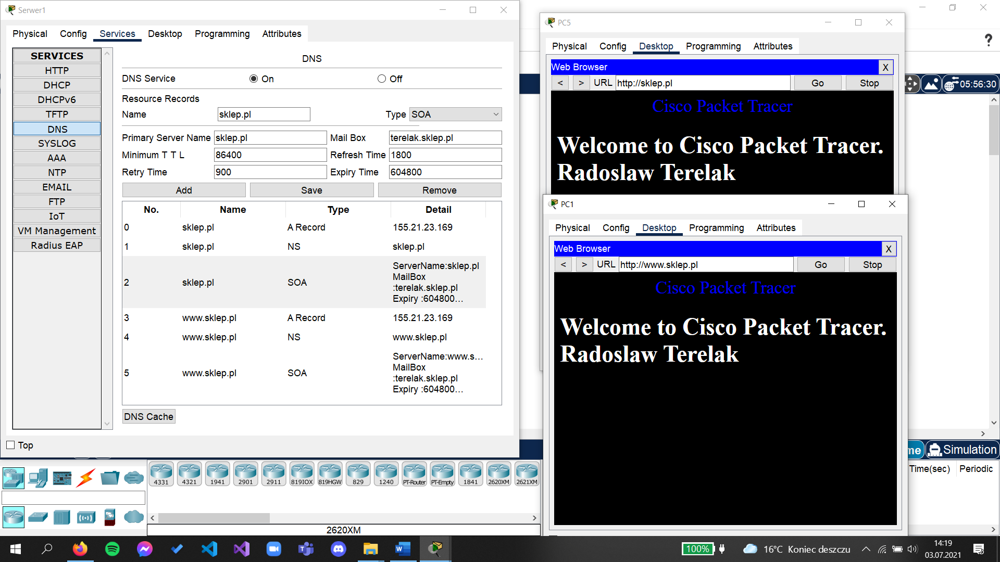 Serwer1
Physical Config Services Desktop Programming Attributes
SERVICES
HTTP
DHCP
DHCPv6
TFTP
DNS
SYSLOG
AAA
NTP
EMAIL
FTP
IoT
VM Management
Radius EAP
DNS
DNS Service On Off
Resource Records
Name sklep.pl Type SOA
Primary Server Name sklep.pl Mail Box terelak.sklep.pl
Minimum T T L 86400 Refresh Time 1800
Retry Time 900 Expiry Time 604800
Add Save Remove
No. Name Type Detail
0 sklep.pl A Record 155.21.23.169
1 sklep.pl NS sklep.pl
2 sklep.pl SOA ServerName:sklep.pl
MailBox
:terelak.sklep.pl
Expiry :604800...
3 www.sklep.pl A Record 155.21.23.169
4 www.sklep.pl NS www.sklep.pl
5 www.sklep.pl SOA ServerName:www.s...
MailBox
:terelak.sklep.pl
Expiry :604800...
DNS Cache
Top
PC5
Physical Config Desktop Programming Attributes
Web Browser X
< > URL http://sklep.pl Go Stop
Cisco Packet Tracer
Welcome to Cisco Packet Tracer.
Radoslaw Terelak
PC1
Physical Config Desktop Programming Attributes
Web Browser X
< > URL http://www.sklep.pl Go Stop
Cisco Packet Tracer
Welcome to Cisco Packet Tracer.
Radoslaw Terelak
?
05:56:30
me Simulation
Time(sec) Periodic
4331 4321 1941 2901 2911 819IOX 819HGW 829 1240 PT-Router PT-Empty 1841 2620XM 2621XM
2620XM
100% 16°C Koniec deszczu
14:19
03.07.2021